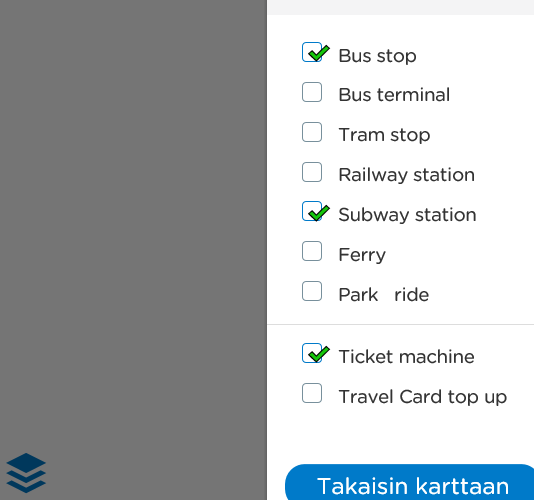 Bus stop
Bus terminal
Tram stop
Railway station
Subway station
Ferry
Park ride
Ticket machine
Travel Card top up
Takaisin karttaan